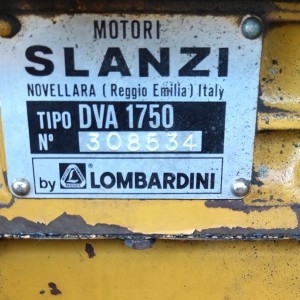 MOTORI
SLANZI
NOVELLARA (Reggio Emilia) Italy
TIPO DVA 1750
N° 308534
by LOMBARDINI